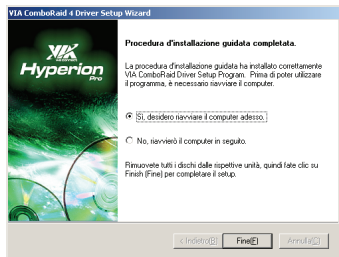 VIA ComboRaid 4 Driver Setup Wizard
Hyperion
Pro
Procedura d'installazione guidata completata.
La procedura d'installazione guidata ha installato correttamente
VIA ComboRaid Driver Setup Program. Prima di poter utilizzare
il programma, è necessario riavviare il computer.
Sì, desidero riavviare il computer adesso.
No, riavvierò il computer in seguito.
Rimuovete tutti i dischi dalle rispettive unità, quindi fate clic su
Finish (Fine) per completare il setup.
< Indietro(B)
Fine(F)
Annulla(C)